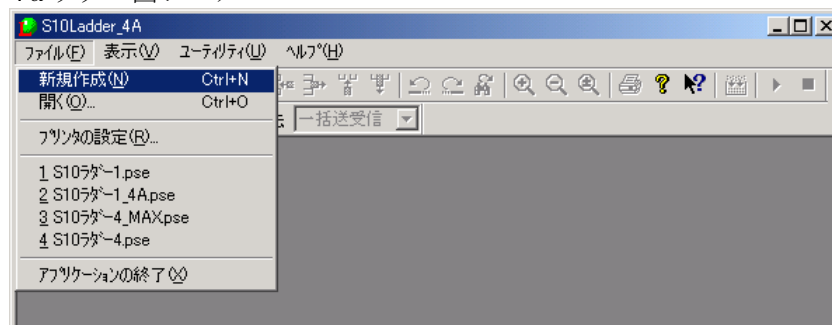 S10Ladder_4A
ファイル(F) 表示(V) ユーティリティ(U) ヘルプ(H)
新規作成(N) Ctrl+N
開く(O)... Ctrl+O
一括送受信
プリンタの設定(R)...
1 S10ラダー1.pse
2 S10ラダー1_4A.pse
3 S10ラダー4_MAX.pse
4 S10ラダー4.pse
アプリケーションの終了(X)